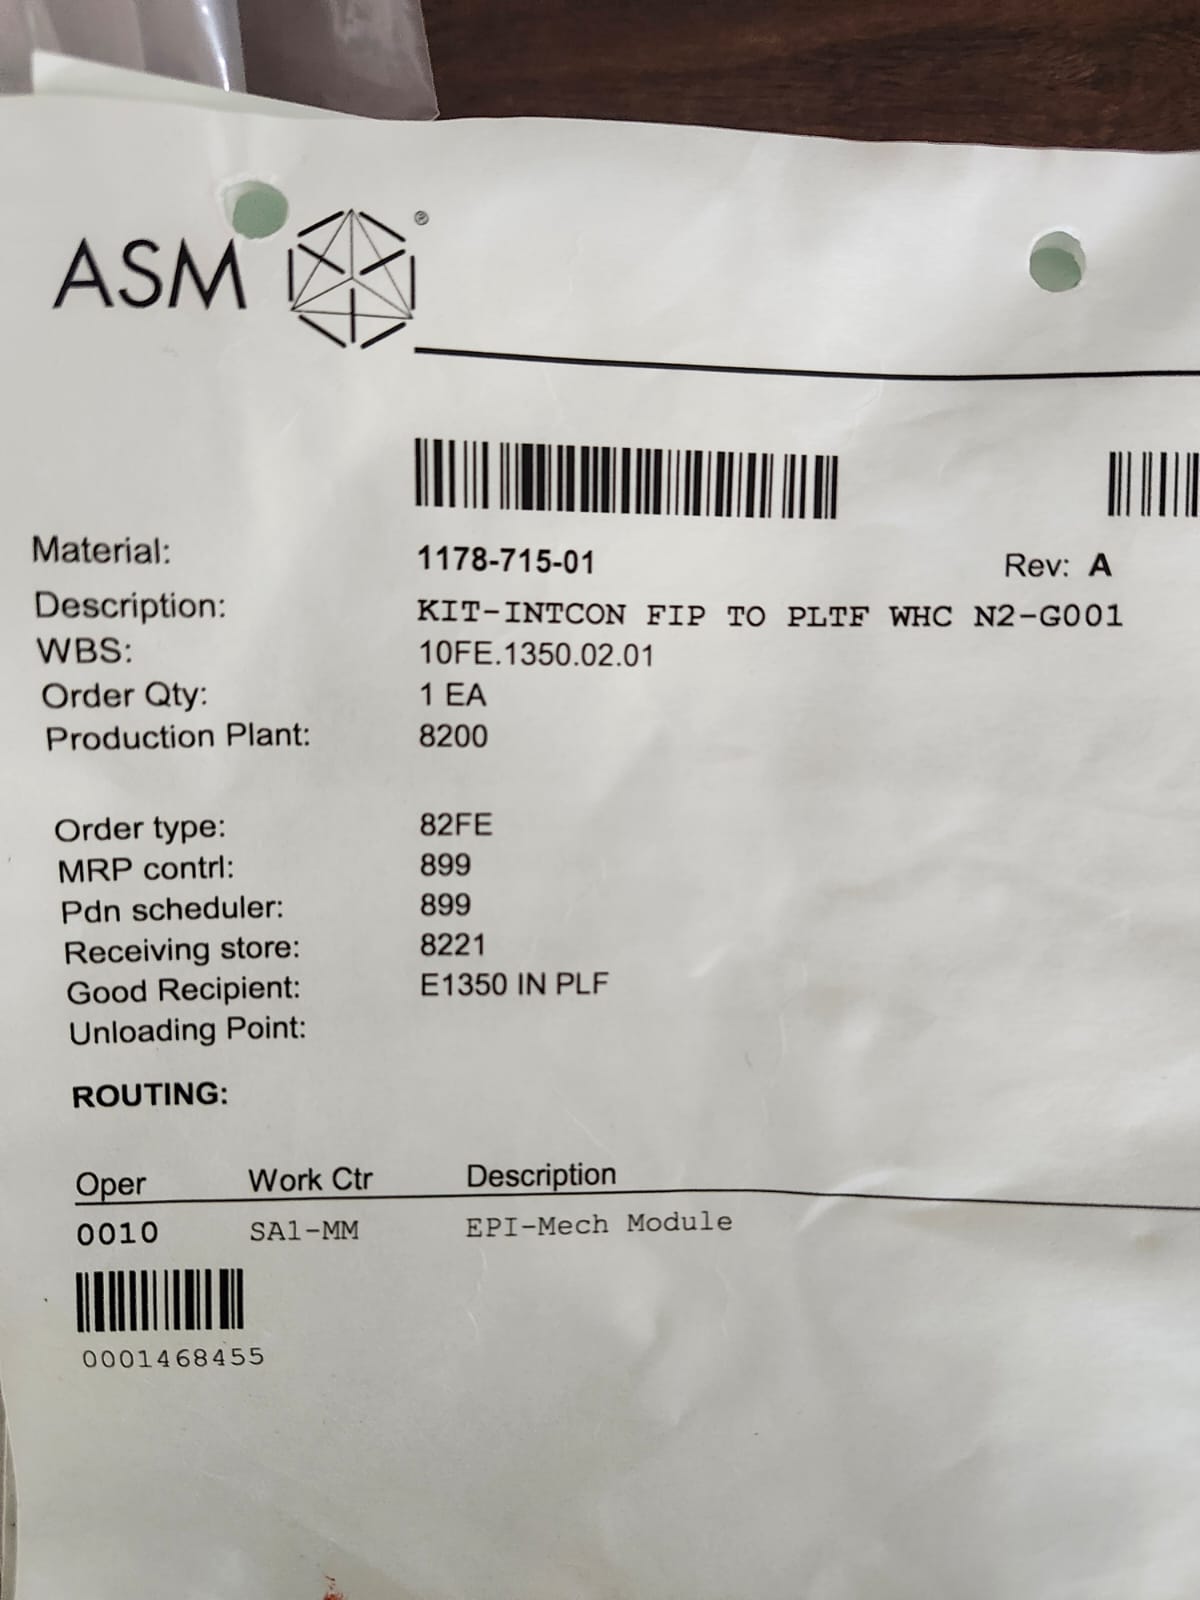 ASM ®
Material: 1178-715-01 Rev: A
Description: KIT-INTCON FIP TO PLTF WHC N2-G001
WBS: 10FE.1350.02.01
Order Qty: 1 EA
Production Plant: 8200
Order type: 82FE
MRP contrl: 899
Pdn scheduler: 899
Receiving store: 8221
Good Recipient: E1350 IN PLF
Unloading Point:
ROUTING:
Oper Work Ctr Description
0010 SA1-MM EPI-Mech Module
0001468455